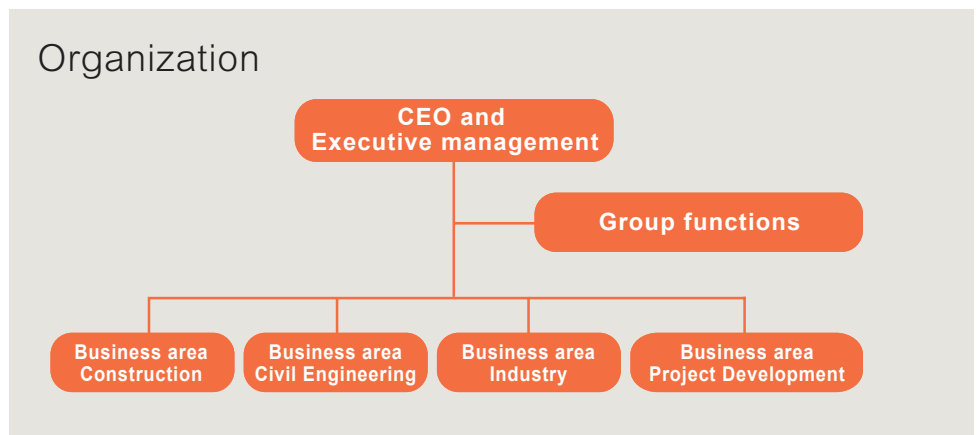 Organization
CEO and
Executive management
Group functions
Business area
Construction
Business area
Civil Engineering
Business area
Industry
Business area
Project Development